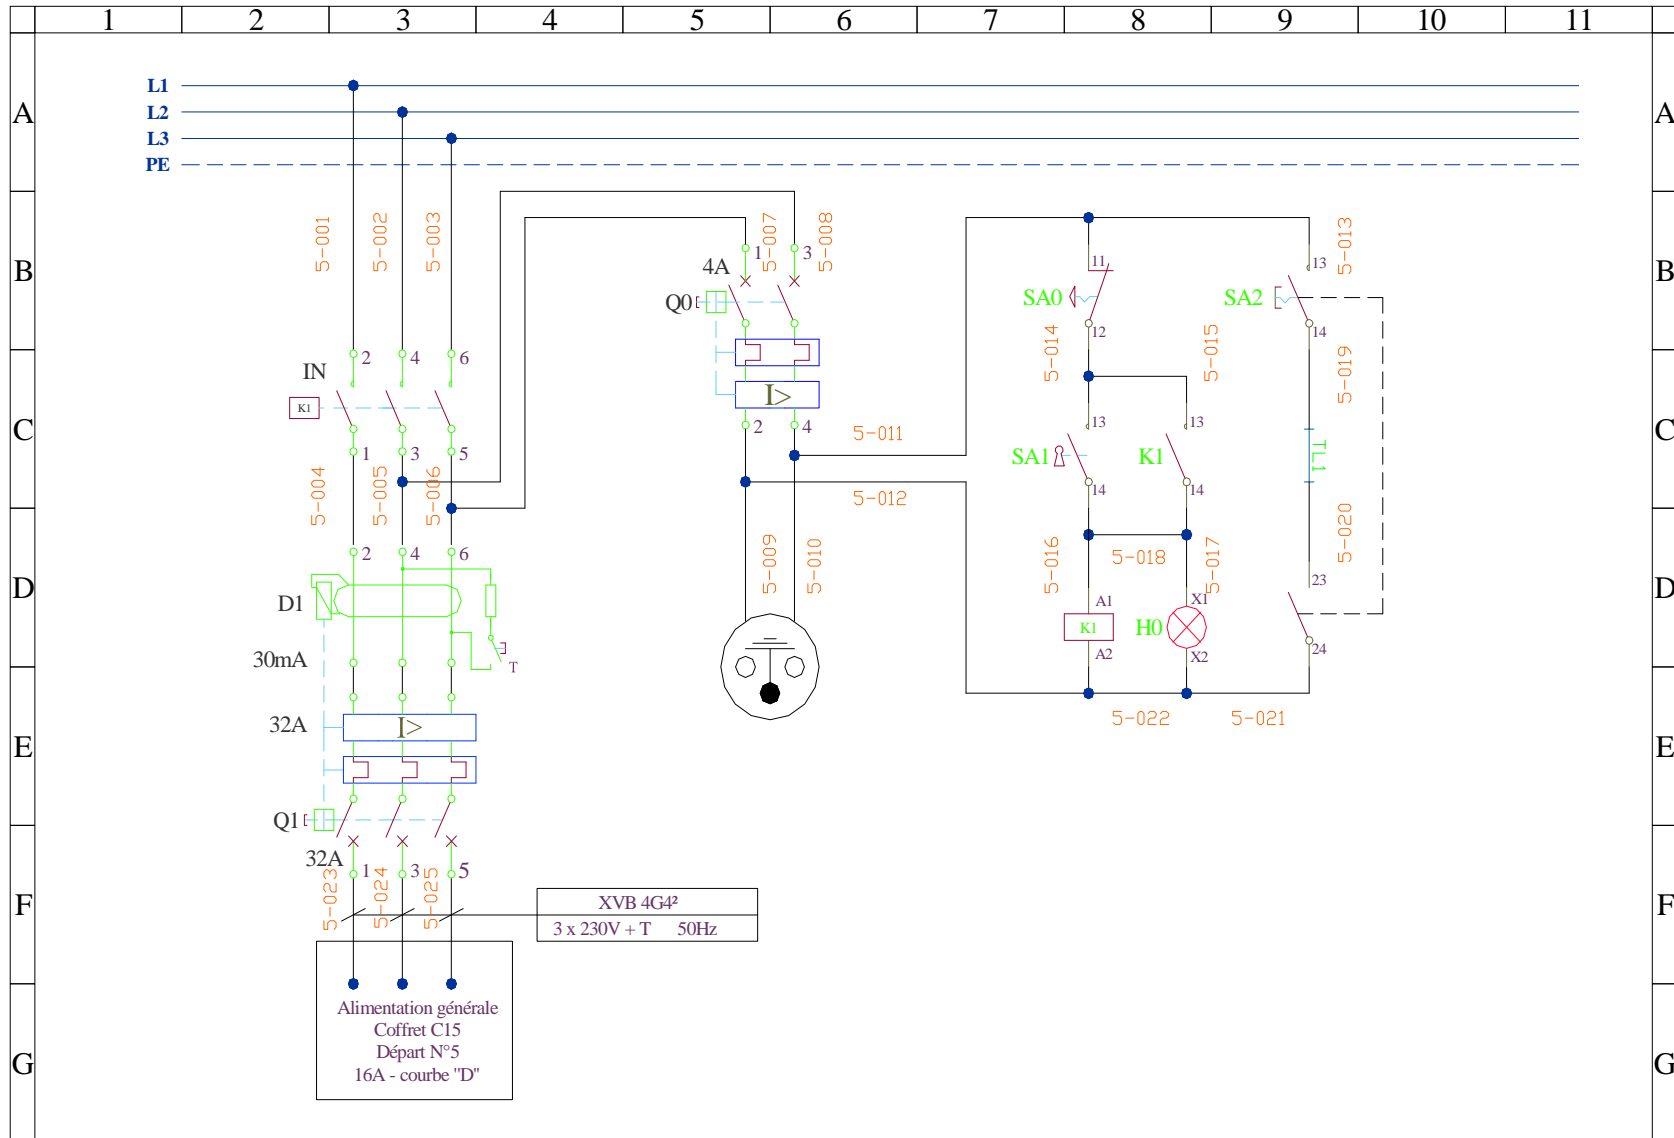 1 2 3 4 5 6 7 8 9 10 11
L1
A L2 A
L3
PE
5-001 5-002 5-003 5-007 5-008 5-013
1 3 11 13
B 4A B
Q0 SA0 SA2
12 14
5-014 5-015 5-019
2 4 6
IN
K1 I>
C 1 3 5 2 4 5-011 13 13 C
SA1 K1 TL1
5-004 5-005 5-006 5-012 14 14
2 4 6 5-009 5-010 5-016 5-018 5-017 5-020
D D1 A1 X1 23 D
K1 H0
30mA T A2 X2 24
32A I> 5-022 5-021
E E
Q1
32A 1 3 5
5-023 5-024 5-025
F XVB 4G4² F
3 x 230V + T 50Hz
Alimentation générale
Coffret C15
Départ N°5
G 16A - courbe "D" G